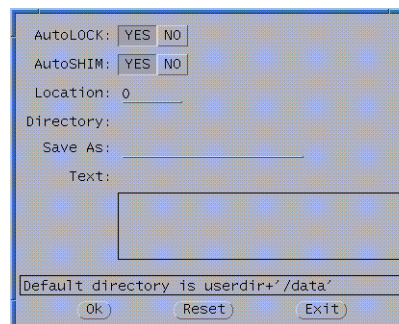 AutoLOCK: YES NO
AutoSHIM: YES NO
Location: 0
Directory:
Save As:
Text:
Default directory is userdir+'/data'
Ok Reset Exit